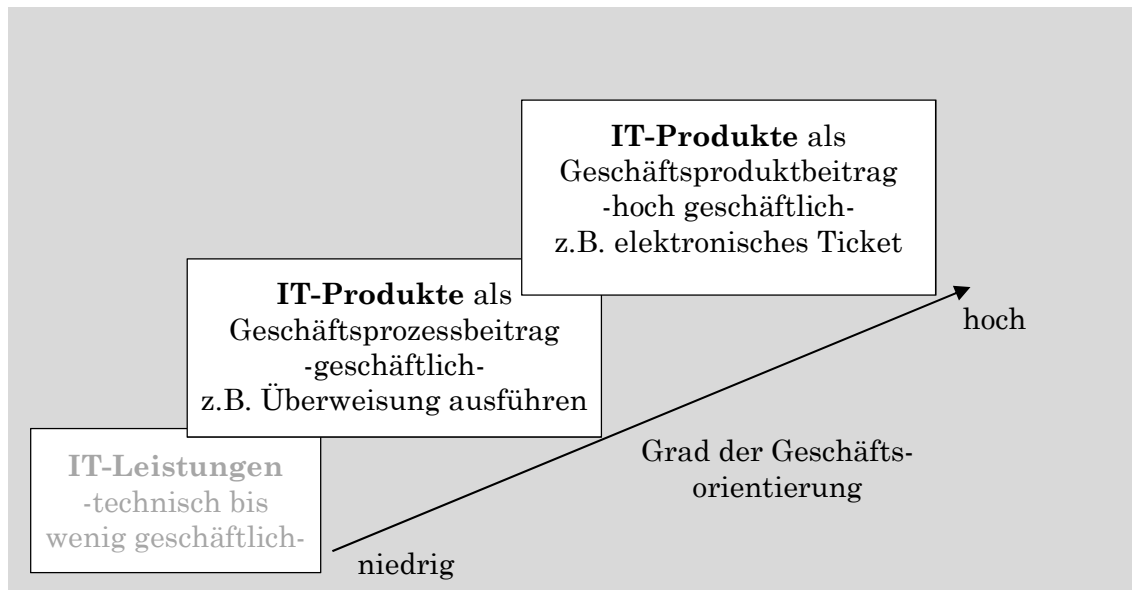 IT-Produkte als
Geschäftsproduktbeitrag
-hoch geschäftlich-
z.B. elektronisches Ticket
IT-Produkte als
Geschäftsprozessbeitrag
-geschäftlich-
z.B. Überweisung ausführen
hoch
IT-Leistungen
-technisch bis
wenig geschäftlich-
Grad der Geschäfts-
orientierung
niedrig